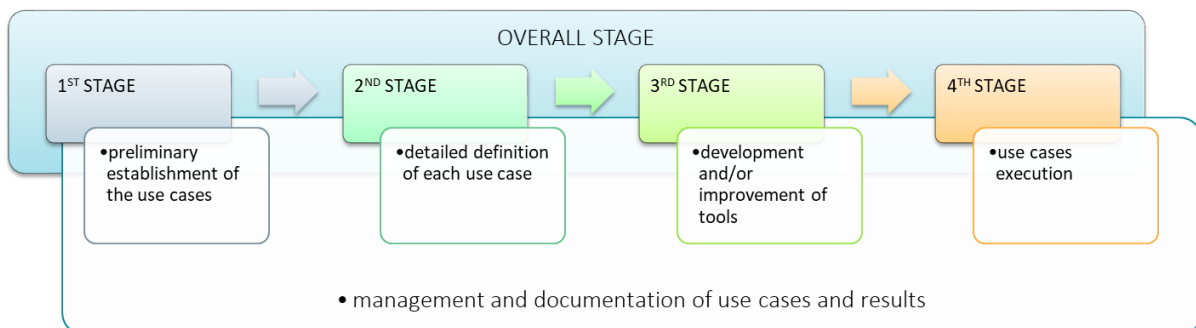 OVERALL STAGE
1ST STAGE
•preliminary
establishment of
the use cases
2ND STAGE
•detailed definition
of each use case
3RD STAGE
•development
and/or
improvement of
tools
4TH STAGE
•use cases
execution
• management and documentation of use cases and results